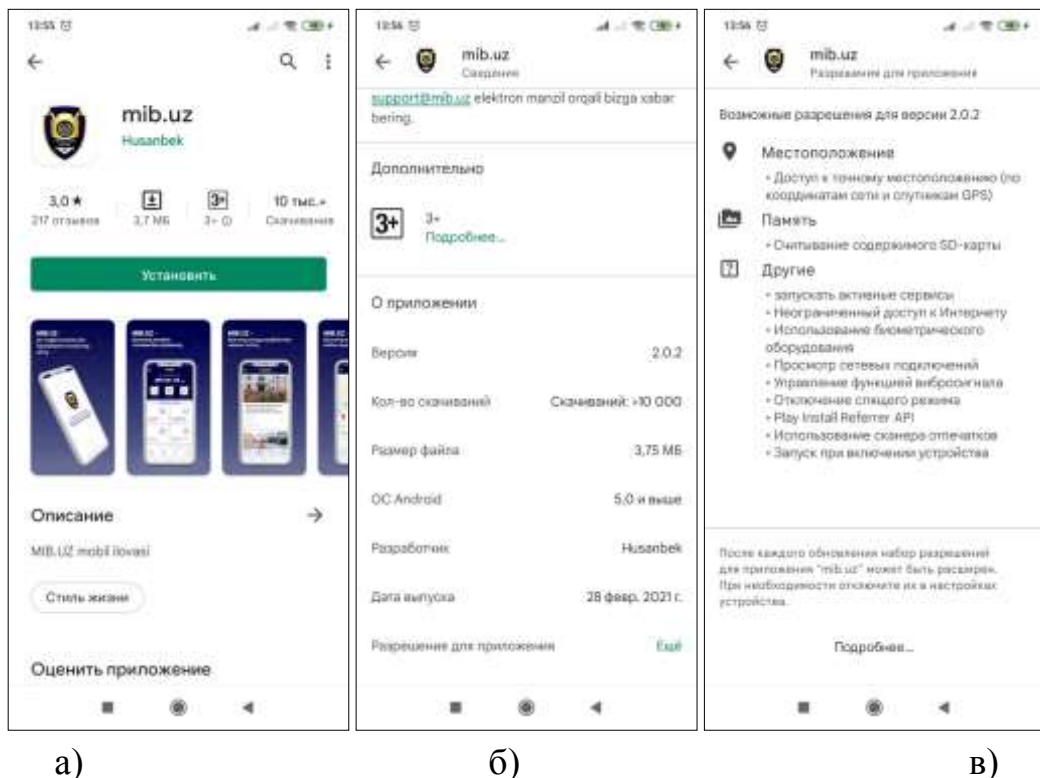 13:55
mib.uz
Husanbek
3,0 ★
217 отзывов
3,7 МБ
3+
3+
10 тыс.+
Скачивания
Установить
MIB.UZ -
MIB.UZ -
MIB.UZ -
Описание
MIB.UZ mobil ilovasi
Стиль жизни
Оценить приложение
а)
13:56
mib.uz
Сведения
support@mib.uz elektron manzil orqali bizga xabar
bering.
Дополнительно
3+
3+
Подробнее...
О приложении
Версия 2.0.2
Кол-во скачиваний Скачиваний: >10 000
Размер файла 3,75 МБ
ОС Android 5,0 и выше
Разработчик Husanbek
Дата выпуска 28 февр. 2021 г.
Разрешение для приложения Ещё
б)
13:56
mib.uz
Разрешения для приложения
Возможные разрешения для версии 2.0.2
Местоположение
• Доступ к точному местоположению (по
координатам сети и спутникам GPS)
Память
• Считывание содержимого SD-карты
Другие
• запускать активные сервисы
• Неограниченный доступ к Интернету
• Использование биометрического
оборудования
• Просмотр сетевых подключений
• Управление функцией вибросигнала
• Отключение спящего режима
• Play Install Referrer API
• Использование сканера отпечатков
• Запуск при включении устройства
После каждого обновления набор разрешений
для приложения "mib.uz" может быть расширен.
При необходимости отключите их в настройках
устройства.
Подробнее...
в)